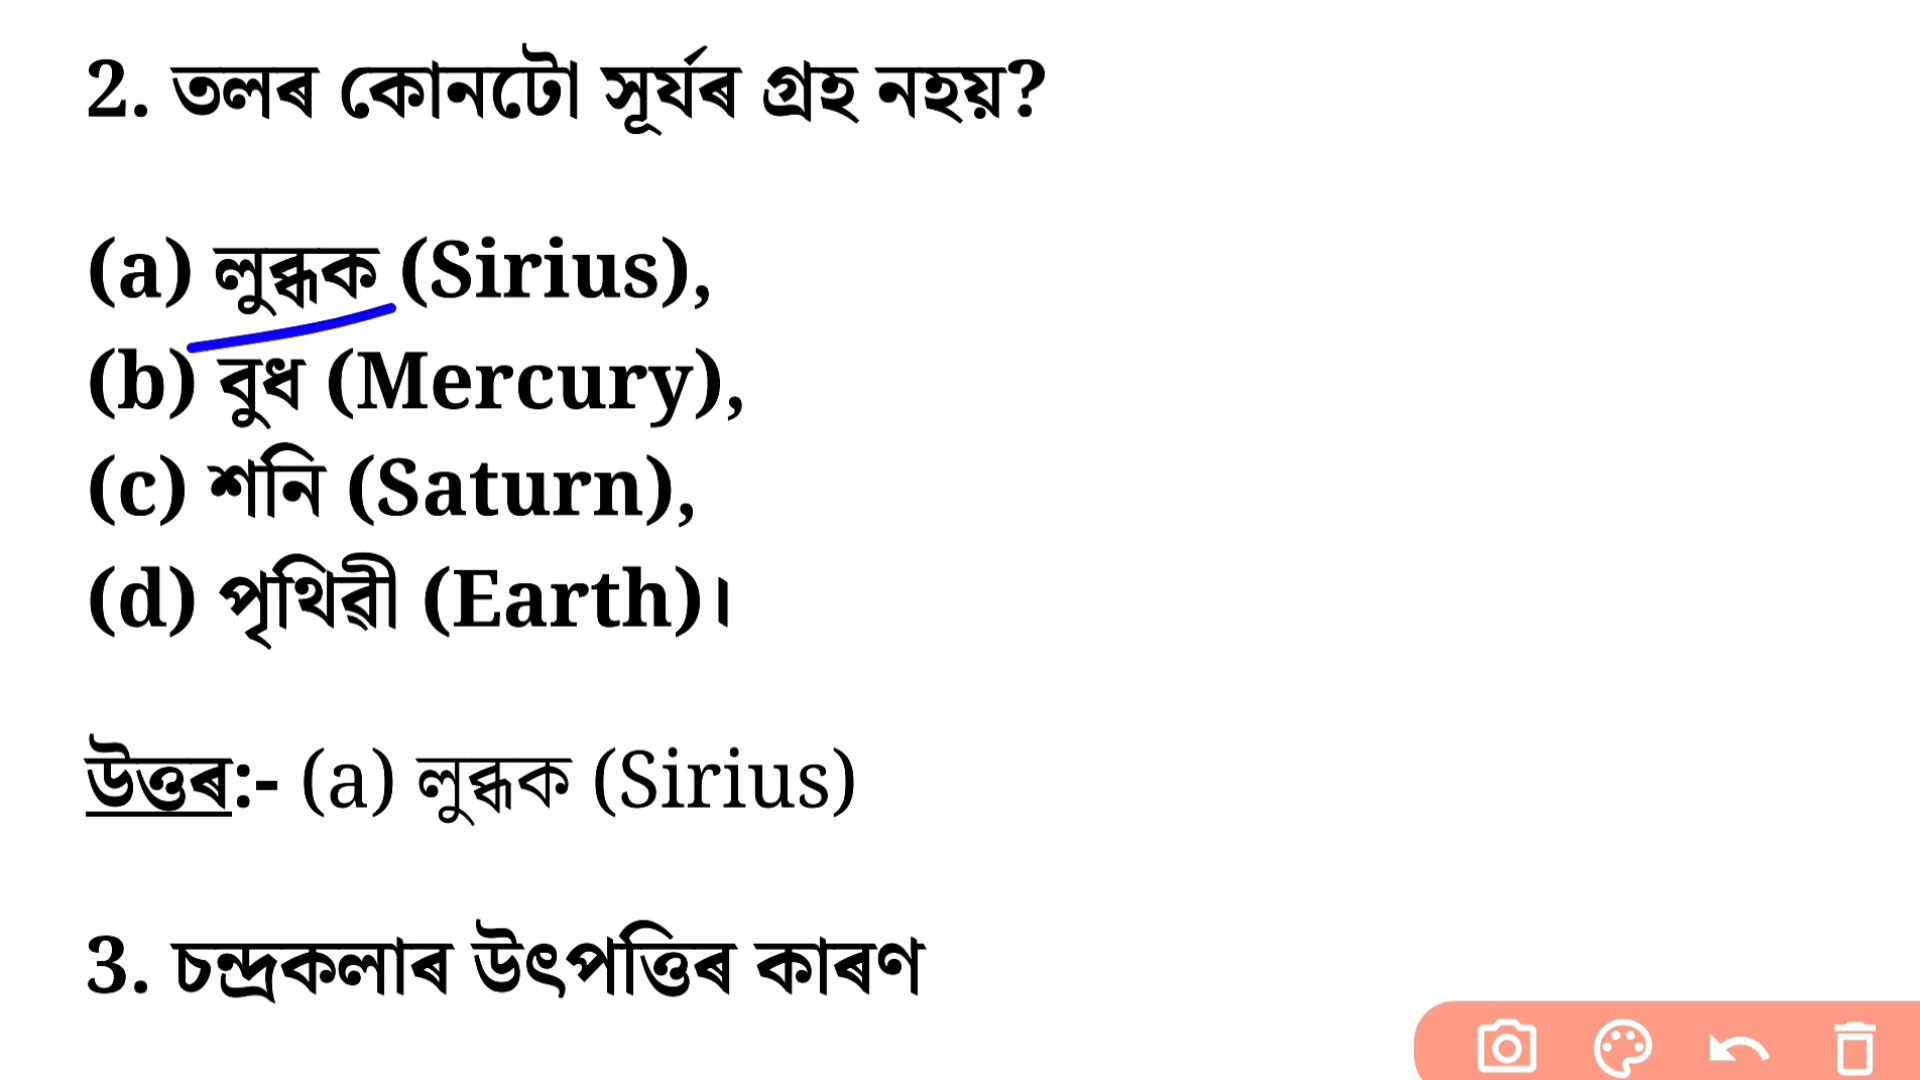 2. তলৰ কোনটো সূৰ্যৰ গ্ৰহ নহয়?
(a) লুব্ধক (Sirius),
(b) বুধ (Mercury),
(c) শনি (Saturn),
(d) পৃথিৱী (Earth)।
উত্তৰ:- (a) লুব্ধক (Sirius)
3. চন্দ্ৰকলাৰ উৎপত্তিৰ কাৰণ